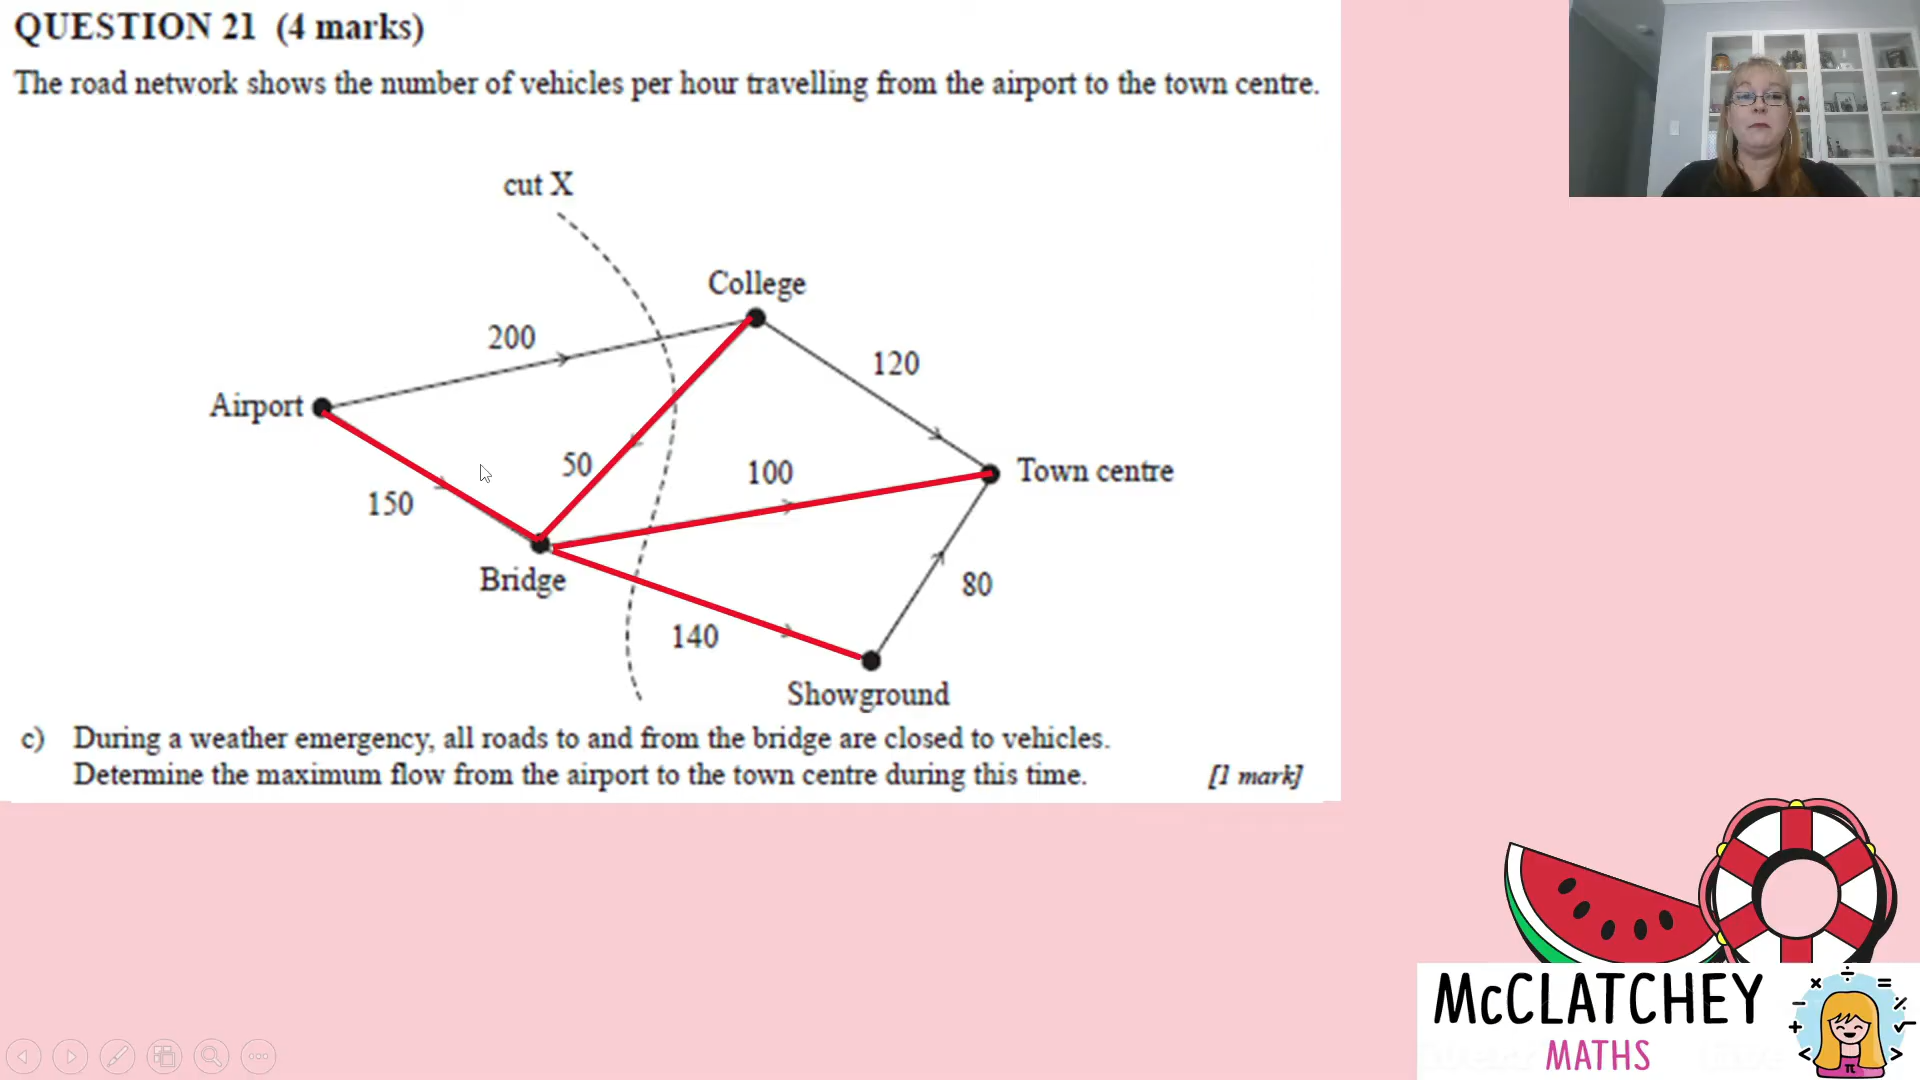 QUESTION 21 (4 marks)
The road network shows the number of vehicles per hour travelling from the airport to the town centre.
cut X
College
200
120
Airport
50
100
Town centre
150
Bridge
80
140
Showground
c) During a weather emergency, all roads to and from the bridge are closed to vehicles.
Determine the maximum flow from the airport to the town centre during this time. [1 mark]
McCLATCHEY
MATHS
π